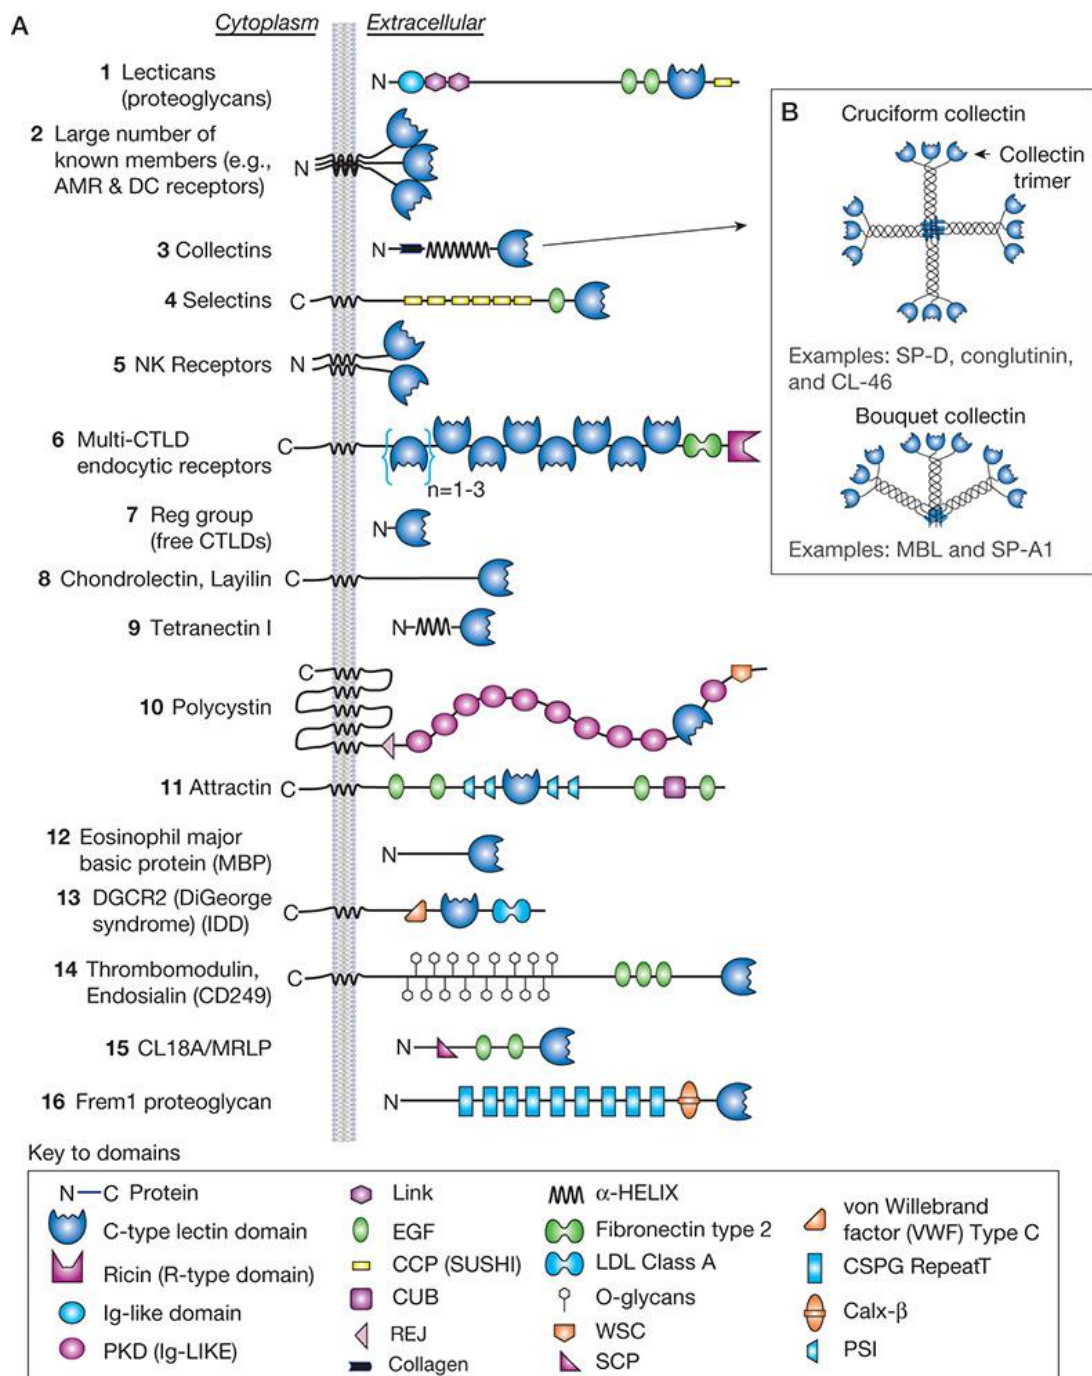 A
Cytoplasm
Extracellular
1 Lecticans
(proteoglycans)
N
2 Large number of
known members (e.g.,
AMR & DC receptors)
N
3 Collectins
N
4 Selectins
C
5 NK Receptors
N
6 Multi-CTLD
endocytic receptors
C
n=1-3
7 Reg group
(free CTLDs)
N
8 Chondrolectin, Layilin
C
9 Tetranectin I
N
10 Polycystin
C
11 Attractin
C
12 Eosinophil major
basic protein (MBP)
N
13 DGCR2 (DiGeorge
syndrome) (IDD)
C
14 Thrombomodulin,
Endosialin (CD249)
C
15 CL18A/MRLP
N
16 Frem1 proteoglycan
N
B
Cruciform collectin
Collectin
trimer
Examples: SP-D, conglutinin,
and CL-46
Bouquet collectin
Examples: MBL and SP-A1
Key to domains
N C Protein
C-type lectin domain
Ricin (R-type domain)
Ig-like domain
PKD (Ig-LIKE)
Link
EGF
CCP (SUSHI)
CUB
REJ
Collagen
α-HELIX
Fibronectin type 2
LDL Class A
O-glycans
WSC
SCP
von Willebrand
factor (VWF) Type C
CSPG RepeatT
Calx-β
PSI